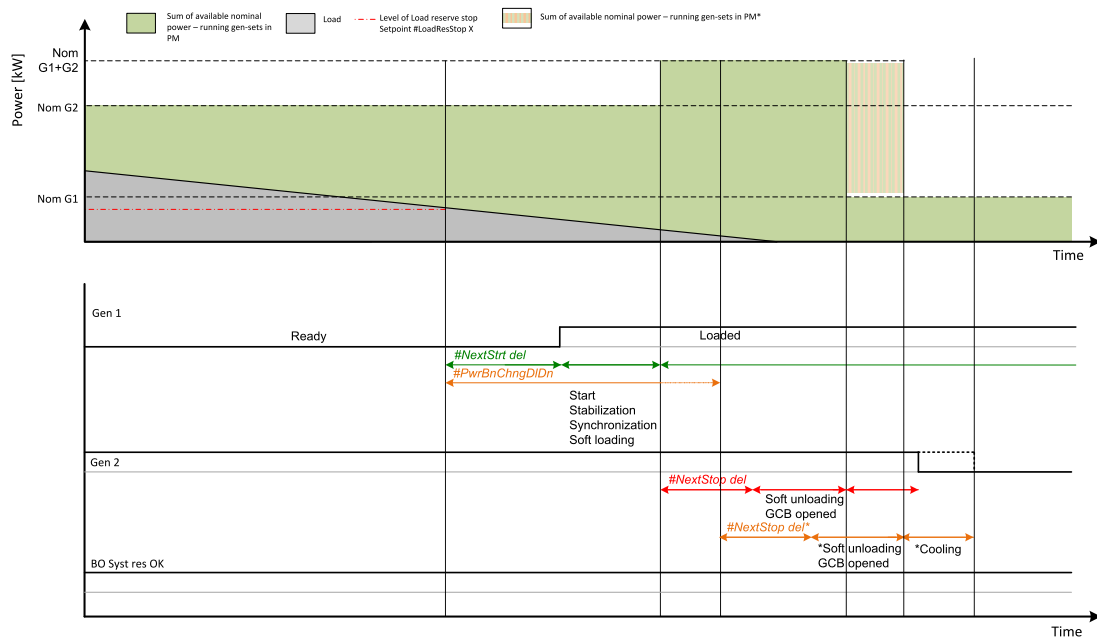 Sum of available nominal
power – running gen-sets in
PM
Load
Level of Load reserve stop
Setpoint #LoadResStop X
Sum of available nominal power – running gen-sets in PM*
Power [kW]
Nom
G1+G2
Nom G2
Nom G1
Time
Gen 1
Ready
Loaded
#NextStrt del
#PwrBnChngDlDn
Start
Stabilization
Synchronization
Soft loading
Gen 2
#NextStop del
Soft unloading
GCB opened
#NextStop del*
*Soft unloading
GCB opened
*Cooling
BO Syst res OK
Time